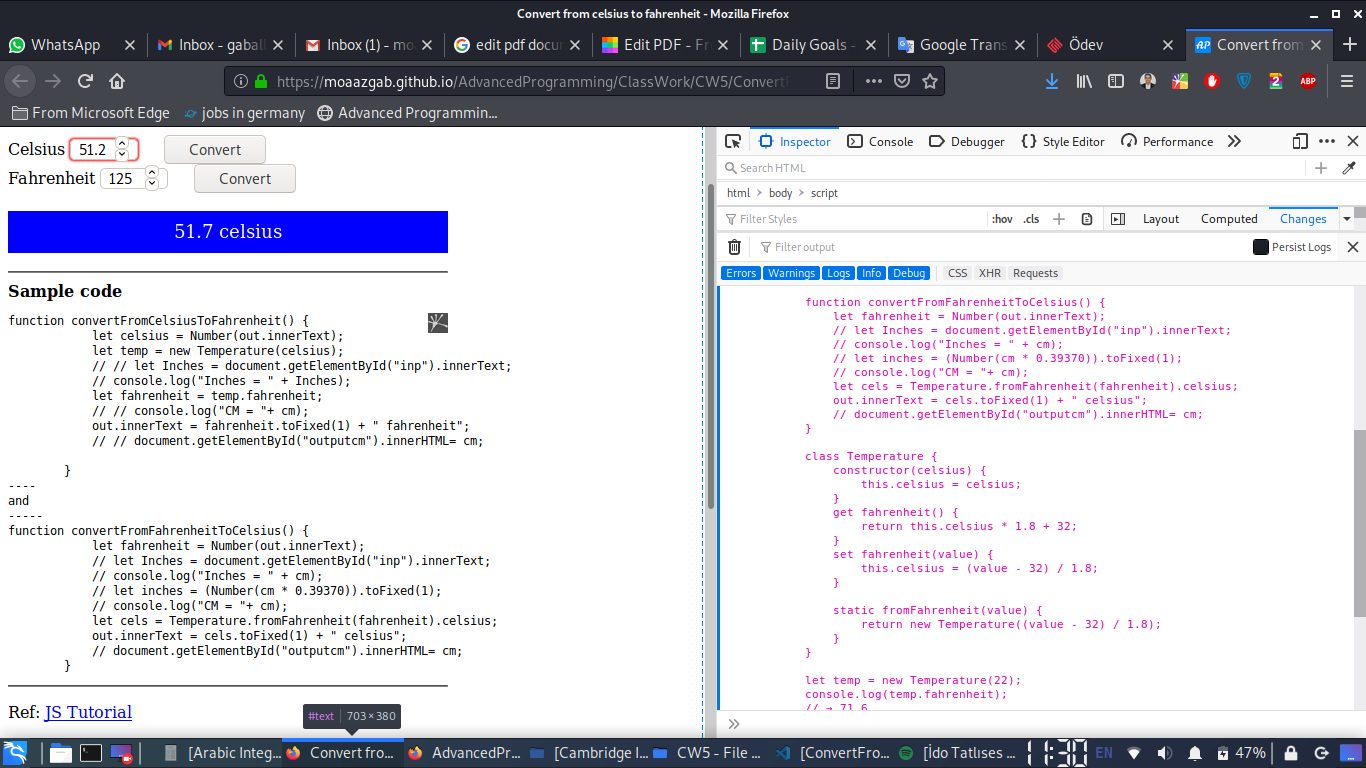 Convert from celsius to fahrenheit - Mozilla Firefox
WhatsApp
Inbox - gabal
Inbox (1) - mo
edit pdf docu
Edit PDF - Fr
Daily Goals -
Google Trans
Ödev
Convert from
https://moaazgab.github.io/AdvancedProgramming/ClassWork/CW5/ConvertF
From Microsoft Edge
jobs in germany
Advanced Programmin...
Celsius 51.2 Convert
Fahrenheit 125 Convert
51.7 celsius
Sample code
function convertFromCelsiusToFahrenheit() {
let celsius = Number(out.innerText);
let temp = new Temperature(celsius);
// // let Inches = document.getElementById("inp").innerText;
// console.log("Inches = " + Inches);
let fahrenheit = temp.fahrenheit;
// // console.log("CM = "+ cm);
out.innerText = fahrenheit.toFixed(1) + " fahrenheit";
// // document.getElementById("outputcm").innerHTML= cm;
}
----
and
-----
function convertFromFahrenheitToCelsius() {
let fahrenheit = Number(out.innerText);
// let Inches = document.getElementById("inp").innerText;
// console.log("Inches = " + cm);
// let inches = (Number(cm * 0.39370)).toFixed(1);
// console.log("CM = "+ cm);
let cels = Temperature.fromFahrenheit(fahrenheit).celsius;
out.innerText = cels.toFixed(1) + " celsius";
// document.getElementById("outputcm").innerHTML= cm;
}
Ref: JS Tutorial
#text 703 × 380
Inspector
Console
Debugger
Style Editor
Performance
Search HTML
html > body > script
Filter Styles
:hov .cls
Layout
Computed
Changes
Filter output
Persist Logs
Errors
Warnings
Logs
Info
Debug
CSS
XHR
Requests
function convertFromFahrenheitToCelsius() {
let fahrenheit = Number(out.innerText);
// let Inches = document.getElementById("inp").innerText;
// console.log("Inches = " + cm);
// let inches = (Number(cm * 0.39370)).toFixed(1);
// console.log("CM = "+ cm);
let cels = Temperature.fromFahrenheit(fahrenheit).celsius;
out.innerText = cels.toFixed(1) + " celsius";
// document.getElementById("outputcm").innerHTML= cm;
}
class Temperature {
constructor(celsius) {
this.celsius = celsius;
}
get fahrenheit() {
return this.celsius * 1.8 + 32;
}
set fahrenheit(value) {
this.celsius = (value - 32) / 1.8;
}
static fromFahrenheit(value) {
return new Temperature((value - 32) / 1.8);
}
}
let temp = new Temperature(22);
console.log(temp.fahrenheit);
// → 71.6
[Arabic Integ...
Convert fro...
AdvancedPr...
[Cambridge I...
CW5 - File ...
[ConvertFro...
[İdo Tatlıses ...
11:30
EN
47%